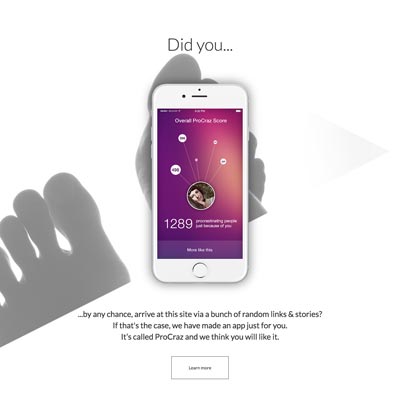 Did you...
Overall ProCraz Score
1289 procrastinating people
just because of you
More like this
...by any chance, arrive at this site via a bunch of random links & stories?
If that's the case, we have made an app just for you.
It's called ProCraz and we think you will like it.
Learn more